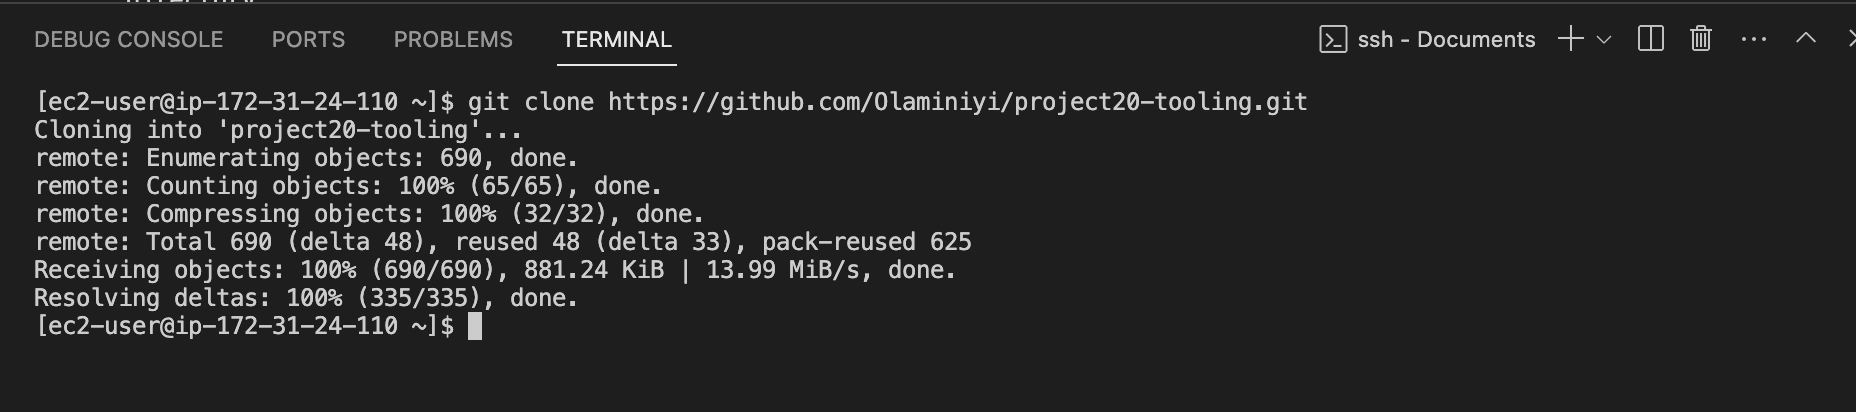 DEBUG CONSOLE PORTS PROBLEMS TERMINAL ssh - Documents
[ec2-user@ip-172-31-24-110 ~]$ git clone https://github.com/Olaminiyi/project20-tooling.git
Cloning into 'project20-tooling'...
remote: Enumerating objects: 690, done.
remote: Counting objects: 100% (65/65), done.
remote: Compressing objects: 100% (32/32), done.
remote: Total 690 (delta 48), reused 48 (delta 33), pack-reused 625
Receiving objects: 100% (690/690), 881.24 KiB | 13.99 MiB/s, done.
Resolving deltas: 100% (335/335), done.
[ec2-user@ip-172-31-24-110 ~]$